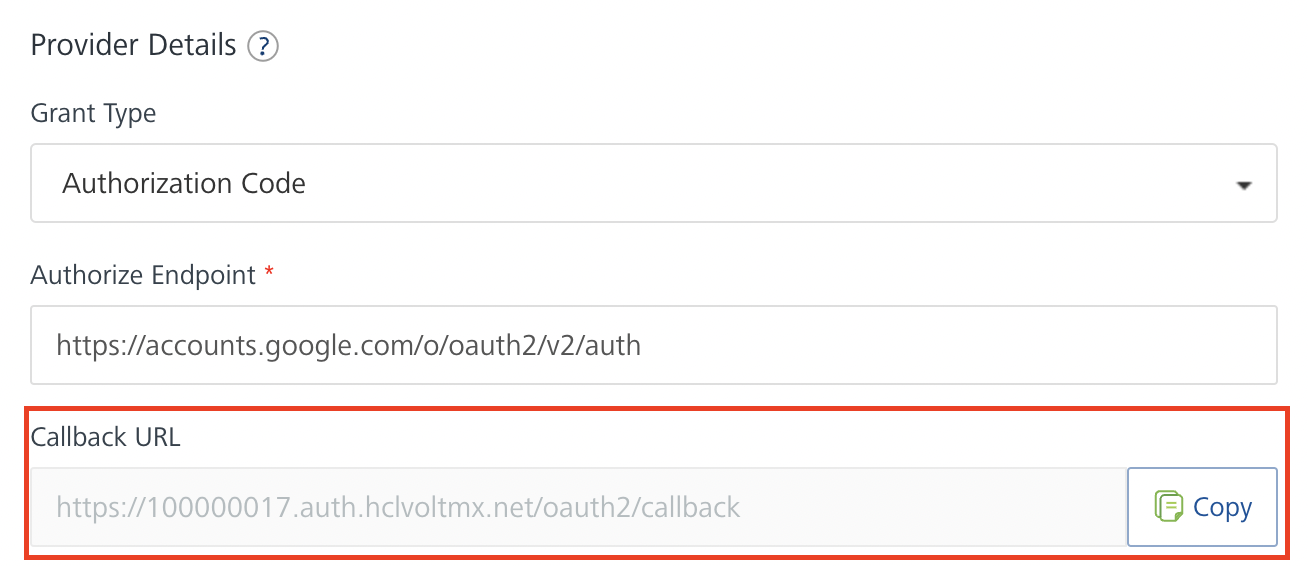 Provider Details ?
Grant Type
Authorization Code
Authorize Endpoint *
https://accounts.google.com/o/oauth2/v2/auth
Callback URL
https://100000017.auth.hclvoltmx.net/oauth2/callback
Copy